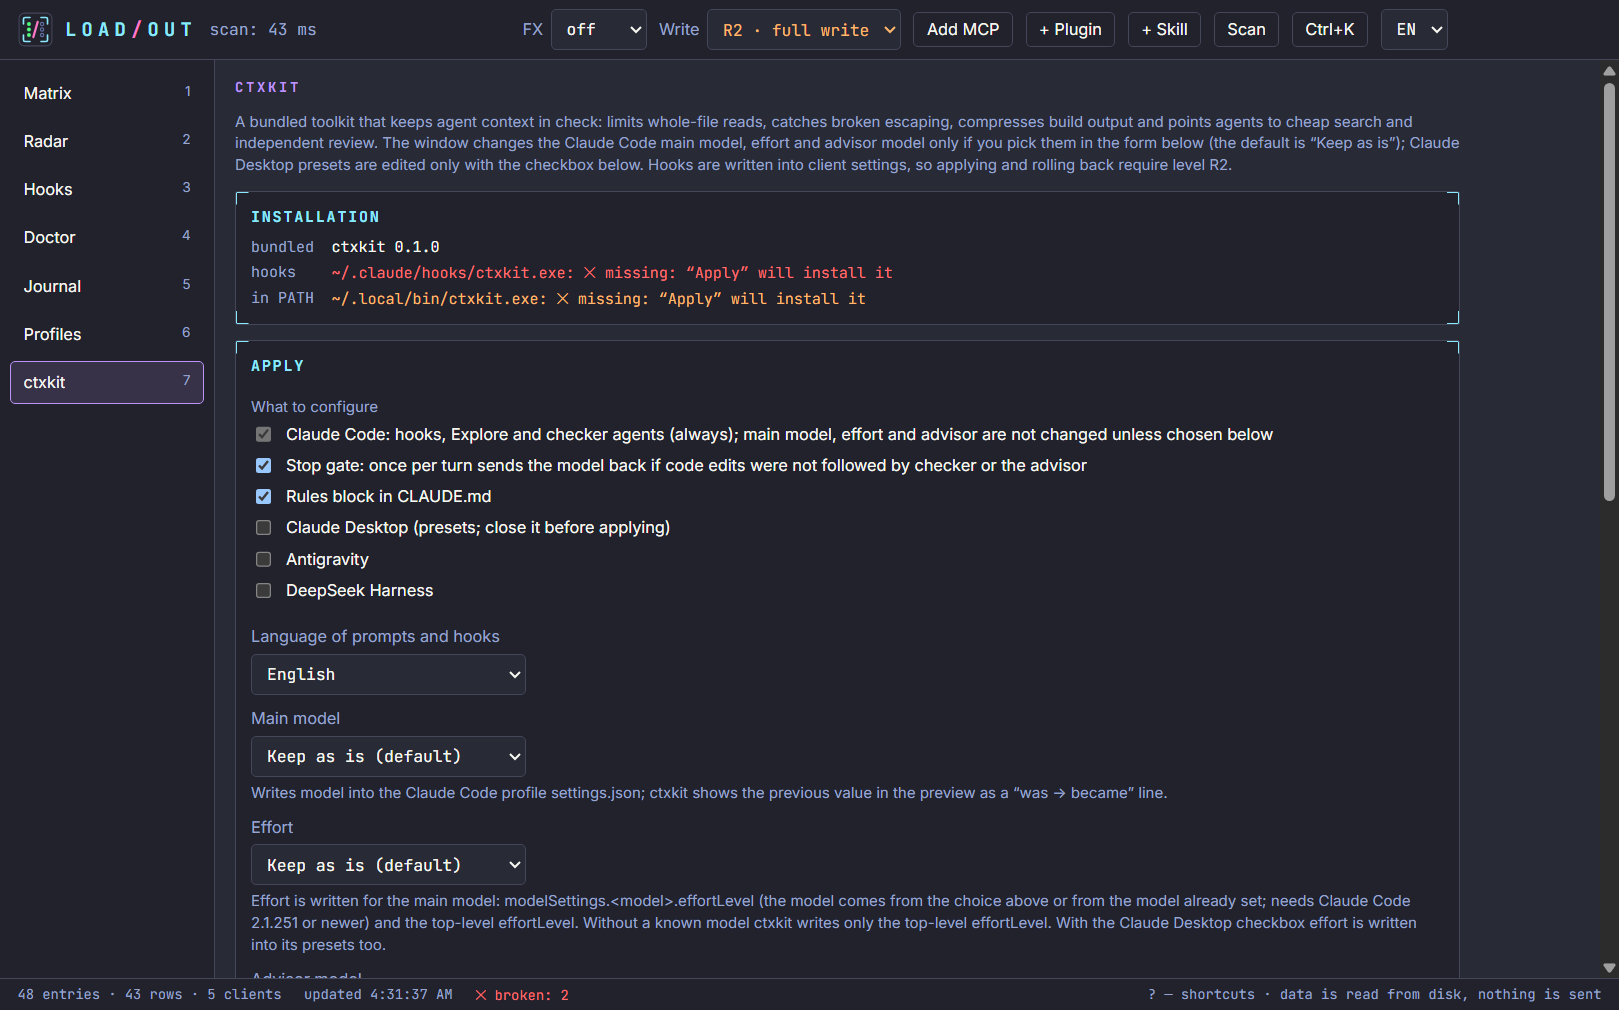 LOAD/OUT scan: 43 ms FX off Write R2 · full write Add MCP + Plugin + Skill Scan Ctrl+K EN
Matrix 1
Radar 2
Hooks 3
Doctor 4
Journal 5
Profiles 6
ctxkit 7
CTXKIT
A bundled toolkit that keeps agent context in check: limits whole-file reads, catches broken escaping, compresses build output and points agents to cheap search and
independent review. The window changes the Claude Code main model, effort and advisor model only if you pick them in the form below (the default is “Keep as is”); Claude
Desktop presets are edited only with the checkbox below. Hooks are written into client settings, so applying and rolling back require level R2.
INSTALLATION
bundled ctxkit 0.1.0
hooks ~/.claude/hooks/ctxkit.exe: ✕ missing: “Apply” will install it
in PATH ~/.local/bin/ctxkit.exe: ✕ missing: “Apply” will install it
APPLY
What to configure
Claude Code: hooks, Explore and checker agents (always); main model, effort and advisor are not changed unless chosen below
Stop gate: once per turn sends the model back if code edits were not followed by checker or the advisor
Rules block in CLAUDE.md
Claude Desktop (presets; close it before applying)
Antigravity
DeepSeek Harness
Language of prompts and hooks
English
Main model
Keep as is (default)
Writes model into the Claude Code profile settings.json; ctxkit shows the previous value in the preview as a “was → became” line.
Effort
Keep as is (default)
Effort is written for the main model: modelSettings.<model>.effortLevel (the model comes from the choice above or from the model already set; needs Claude Code
2.1.251 or newer) and the top-level effortLevel. Without a known model ctxkit writes only the top-level effortLevel. With the Claude Desktop checkbox effort is written
into its presets too.
Advisor model
48 entries · 43 rows · 5 clients updated 4:31:37 AM ✕ broken: 2 ? — shortcuts · data is read from disk, nothing is sent